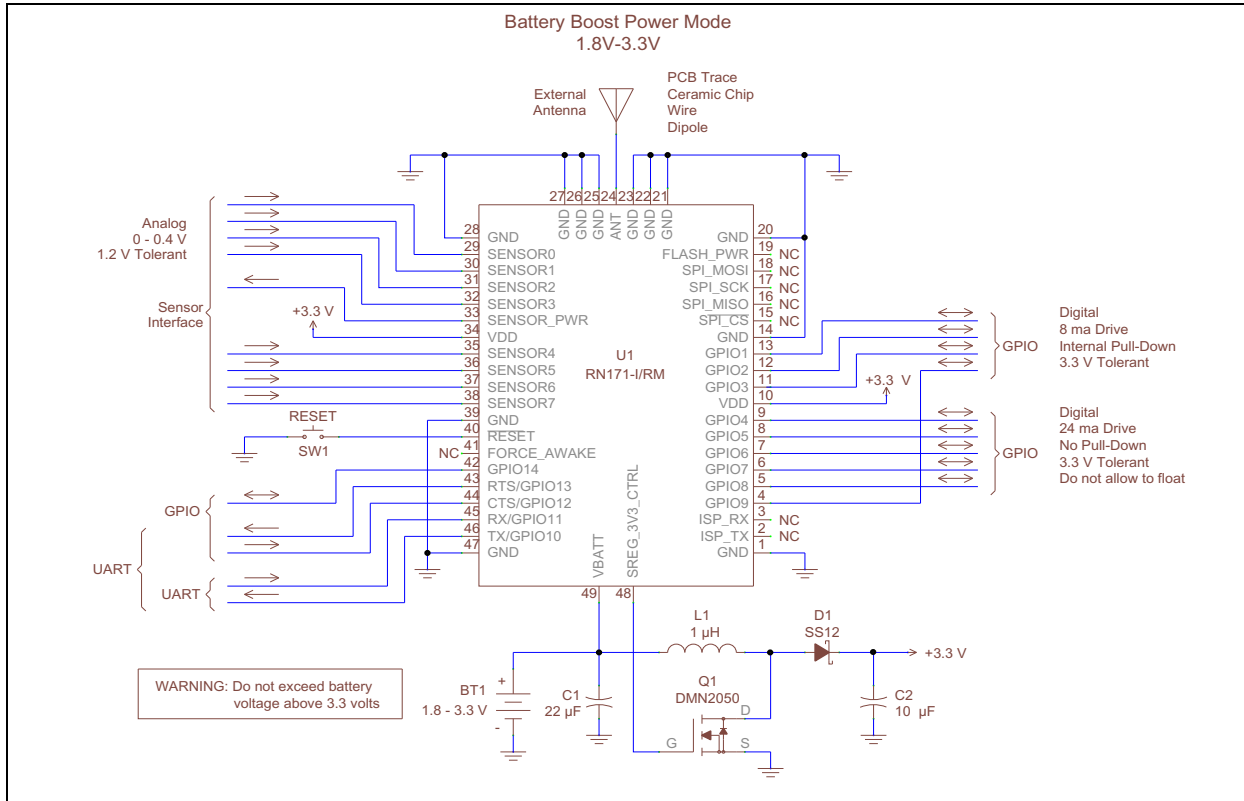 Battery Boost Power Mode
1.8V-3.3V
External
Antenna
PCB Trace
Ceramic Chip
Wire
Dipole
27
26
25
24
23
22
21
GND
GND
GND
ANT
GND
GND
GND
Analog
0 - 0.4 V
1.2 V Tolerant
Sensor
Interface
+3.3 V
28 GND
29 SENSOR0
30 SENSOR1
31 SENSOR2
32 SENSOR3
33 SENSOR_PWR
34 VDD
35 SENSOR4
36 SENSOR5
37 SENSOR6
38 SENSOR7
39 GND
40 RESET
NC 41 FORCE_AWAKE
42 GPIO14
43 RTS/GPIO13
44 CTS/GPIO12
45 RX/GPIO11
46 TX/GPIO10
47 GND
RESET
SW1
GPIO
UART
UART
U1
RN171-I/RM
GND 20
FLASH_PWR 19 NC
SPI_MOSI 18 NC
SPI_SCK 17 NC
SPI_MISO 16 NC
SPI_CS 15 NC
GND 14
GPIO1 13
GPIO2 12
GPIO3 11
VDD 10
GPIO4 9
GPIO5 8
GPIO6 7
GPIO7 6
GPIO8 5
GPIO9 4
ISP_RX 3 NC
ISP_TX 2 NC
GND 1
+3.3 V
GPIO
Digital
8 ma Drive
Internal Pull-Down
3.3 V Tolerant
GPIO
Digital
24 ma Drive
No Pull-Down
3.3 V Tolerant
Do not allow to float
VBATT
SREG_3V3_CTRL
49
48
L1
1 µH
D1
SS12
+3.3 V
Q1
DMN2050
D
G
S
+
BT1
1.8 - 3.3 V
-
C1
22 µF
C2
10 µF
WARNING: Do not exceed battery
voltage above 3.3 volts